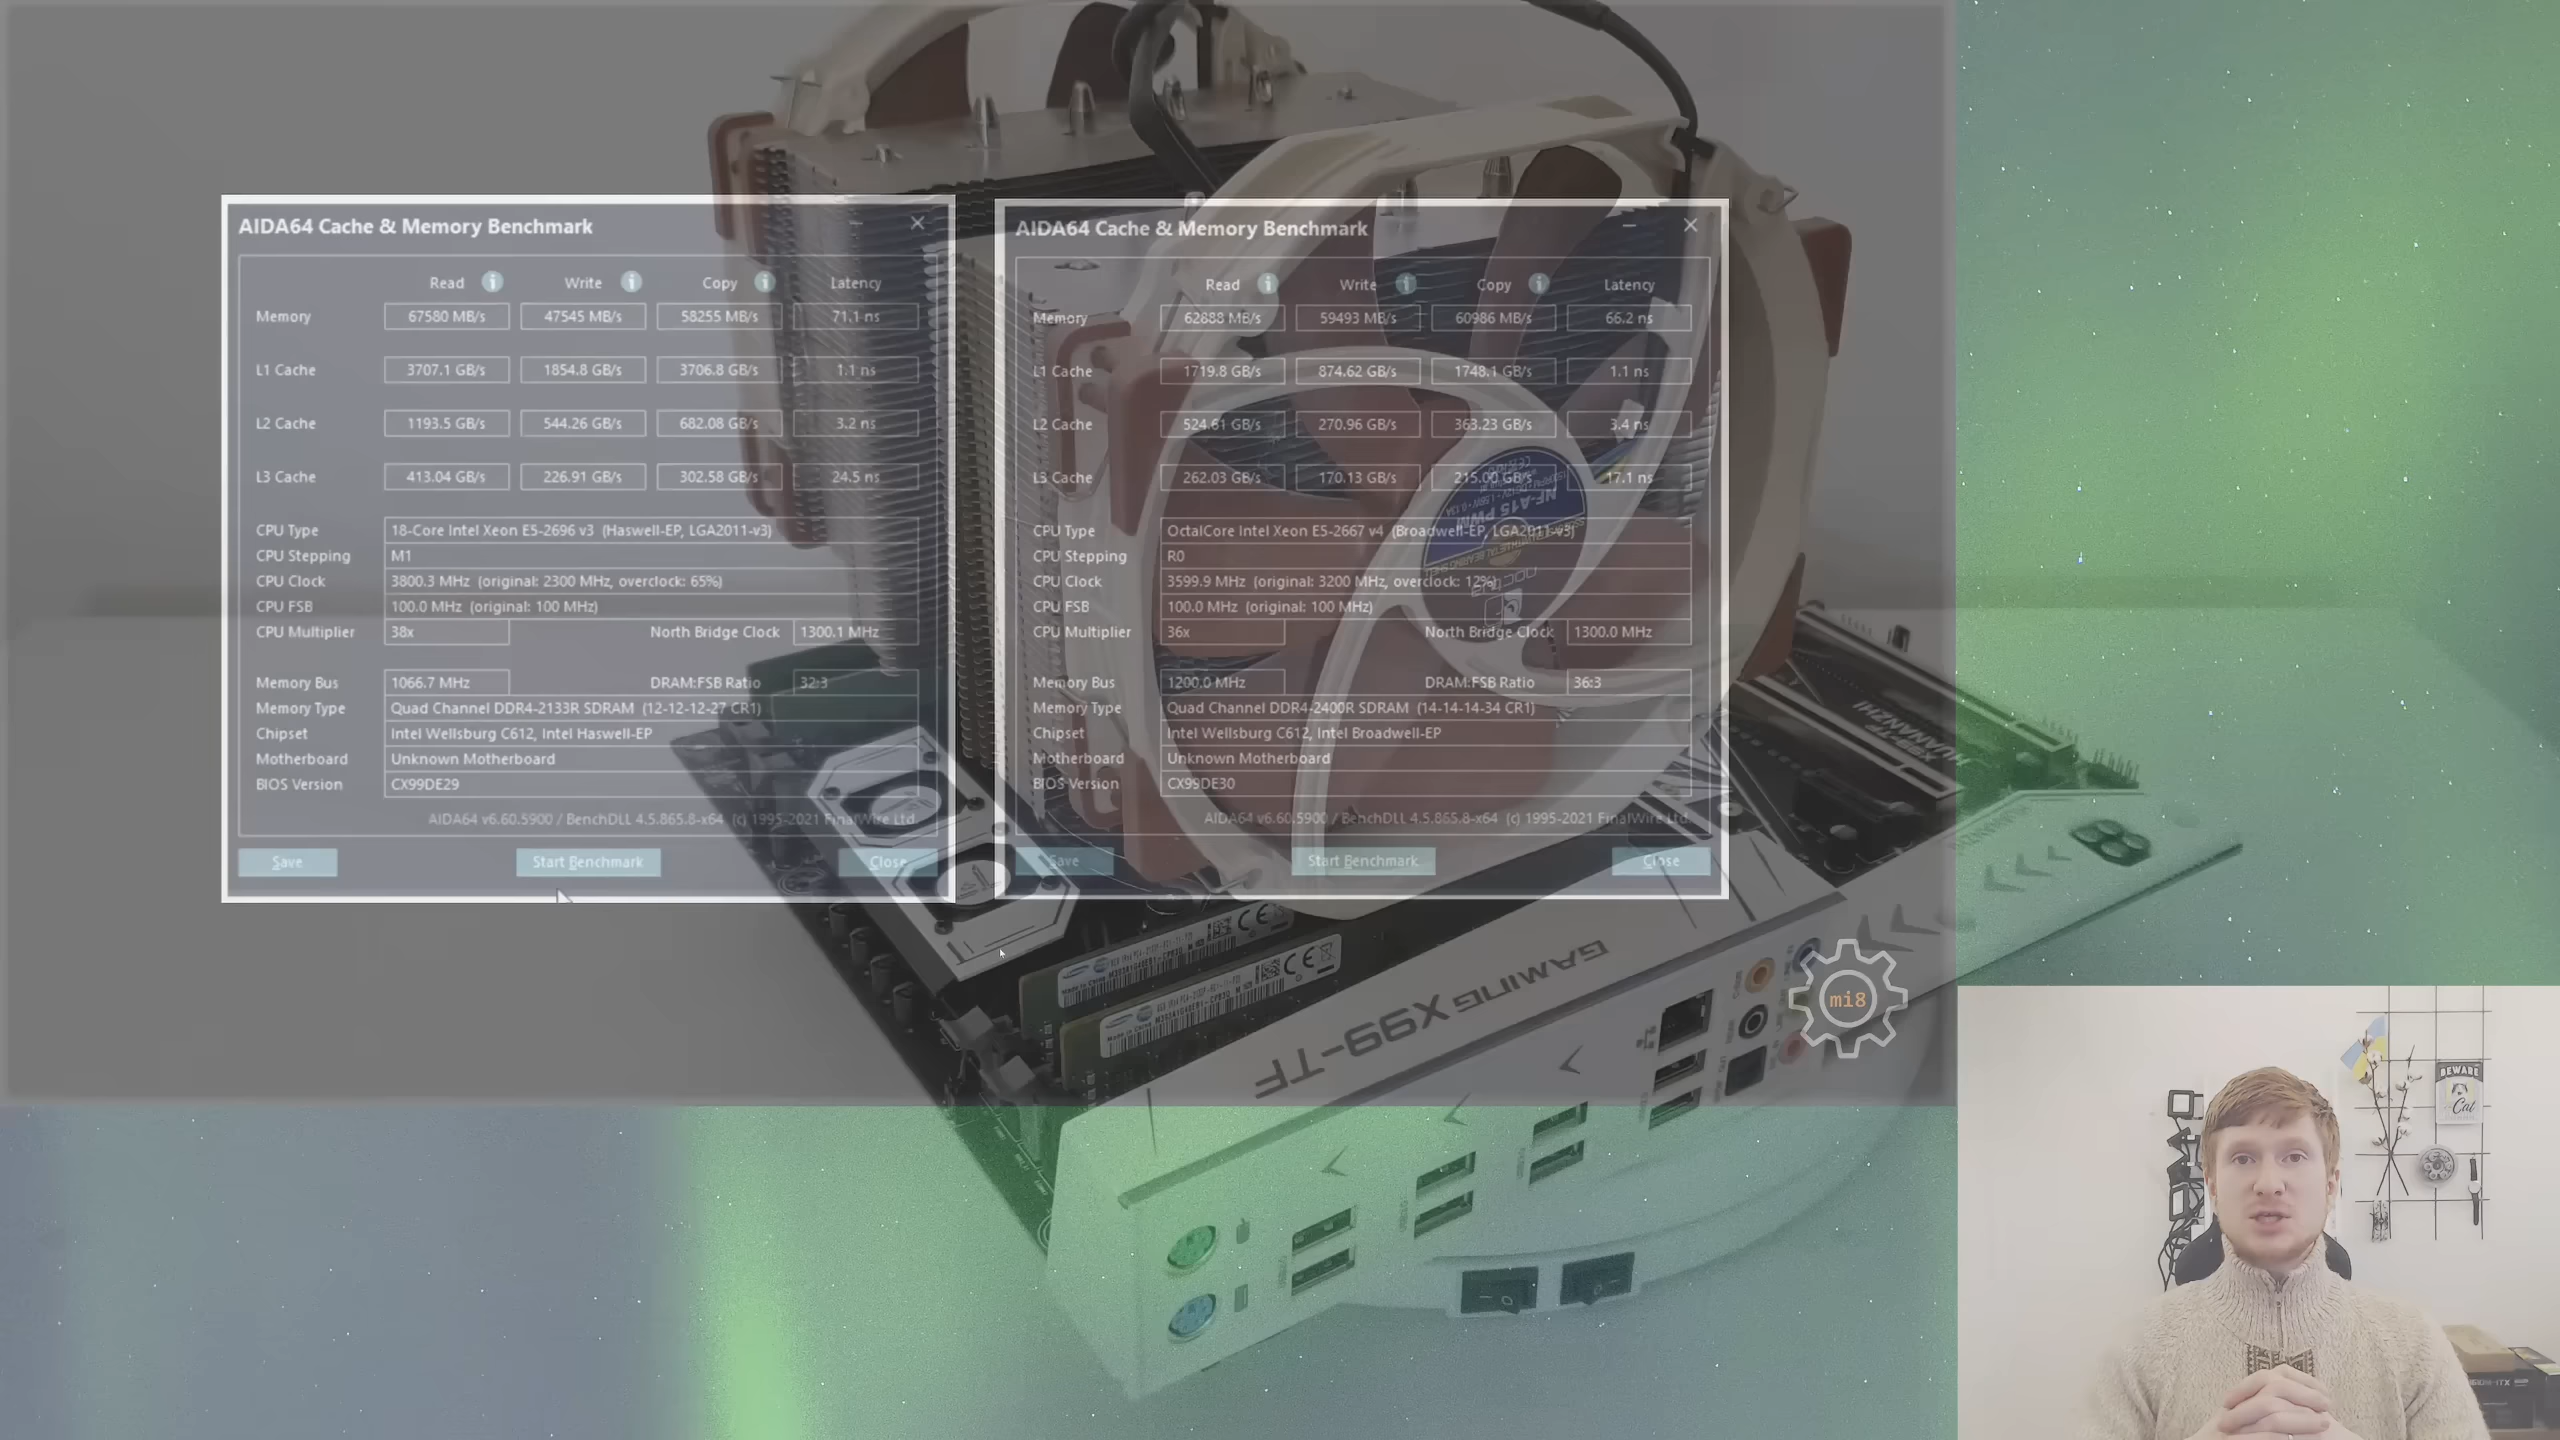 AIDA64 Cache & Memory Benchmark
Read Write Copy Latency
Memory 67580 MB/s 47545 MB/s 58255 MB/s 71.1 ns
L1 Cache 3707.1 GB/s 1854.8 GB/s 3706.8 GB/s 1.1 ns
L2 Cache 1193.5 GB/s 544.26 GB/s 682.08 GB/s 3.2 ns
L3 Cache 413.04 GB/s 226.91 GB/s 302.58 GB/s 24.5 ns
CPU Type 18-Core Intel Xeon E5-2696 v3 (Haswell-EP, LGA2011-v3)
CPU Stepping M1
CPU Clock 3800.3 MHz (original: 2300 MHz, overclock: 65%)
CPU FSB 100.0 MHz (original: 100 MHz)
CPU Multiplier 38x North Bridge Clock 1300.1 MHz
Memory Bus 1066.7 MHz DRAM:FSB Ratio 32:3
Memory Type Quad Channel DDR4-2133R SDRAM (12-12-12-27 CR1)
Chipset Intel Wellsburg C612, Intel Haswell-EP
Motherboard Unknown Motherboard
BIOS Version CX99DE29
AIDA64 v6.60.5900 / BenchDLL 4.5.865.8-x64 (c) 1995-2021 FinalWire Ltd.
Save Start Benchmark Close
AIDA64 Cache & Memory Benchmark
Read Write Copy Latency
Memory 62888 MB/s 59493 MB/s 60986 MB/s 66.2 ns
L1 Cache 1719.8 GB/s 874.62 GB/s 1748.1 GB/s 1.1 ns
L2 Cache 524.61 GB/s 270.96 GB/s 363.23 GB/s 3.4 ns
L3 Cache 262.03 GB/s 170.13 GB/s 215.00 GB/s 17.1 ns
CPU Type OctalCore Intel Xeon E5-2667 v4 (Broadwell-EP, LGA2011-v3)
CPU Stepping R0
CPU Clock 3599.9 MHz (original: 3200 MHz, overclock: 12%)
CPU FSB 100.0 MHz (original: 100 MHz)
CPU Multiplier 36x North Bridge Clock 1300.0 MHz
Memory Bus 1200.0 MHz DRAM:FSB Ratio 36:3
Memory Type Quad Channel DDR4-2400R SDRAM (14-14-14-34 CR1)
Chipset Intel Wellsburg C612, Intel Broadwell-EP
Motherboard Unknown Motherboard
BIOS Version CX99DE30
AIDA64 v6.60.5900 / BenchDLL 4.5.865.8-x64 (c) 1995-2021 FinalWire Ltd.
Save Start Benchmark Close
NF-A15 PWM
noctua
HUANANZHI
X99-TF
GAMING X99-TF
mi8
BEWARE
Cat